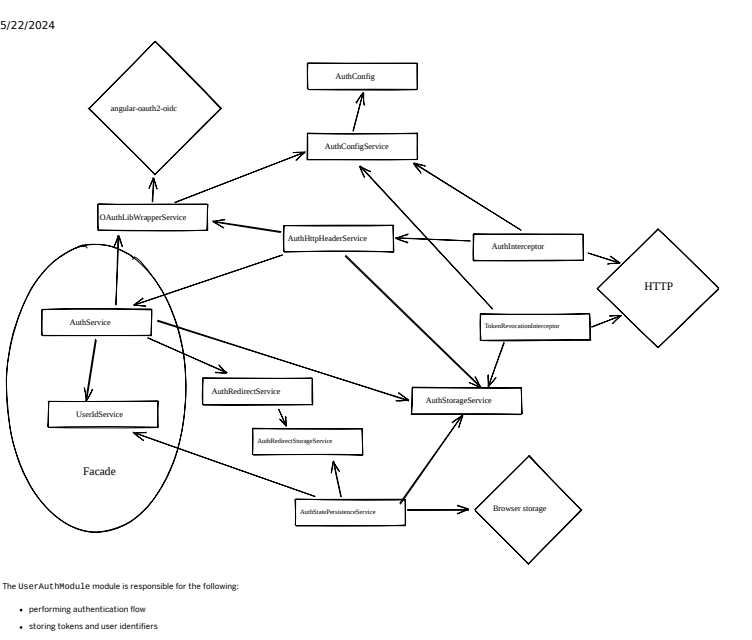 5/22/2024
AuthConfig
angular-oauth2-oidc
AuthConfigService
OAuthLibWrapperService
AuthHttpHeaderService
AuthInterceptor
HTTP
AuthService
TokenRevocationInterceptor
AuthRedirectService
AuthStorageService
UserIdService
AuthRedirectStorageService
Facade
AuthStatePersistenceService
Browser storage
The UserAuthModule module is responsible for the following:
• performing authentication flow
• storing tokens and user identifiers